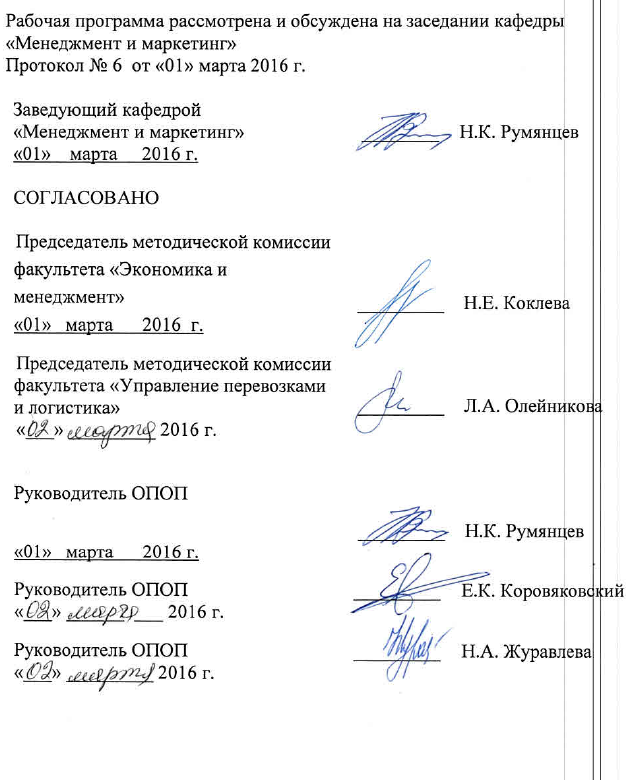 Рабочая программа рассмотрена и обсуждена на заседании кафедры
«Менеджмент и маркетинг»
Протокол № 6 от «01» марта 2016 г.
Заведующий кафедрой
«Менеджмент и маркетинг» Н.К. Румянцев
«01» марта 2016 г.
СОГЛАСОВАНО
Председатель методической комиссии
факультета «Экономика и
менеджмент» Н.Е. Коклева
«01» марта 2016 г.
Председатель методической комиссии
факультета «Управление перевозками
и логистика» Л.А. Олейникова
«02» марта 2016 г.
Руководитель ОПОП
Н.К. Румянцев
«01» марта 2016 г.
Руководитель ОПОП Е.К. Коровяковский
«02» марта 2016 г.
Руководитель ОПОП Н.А. Журавлева
«02» марта 2016 г.